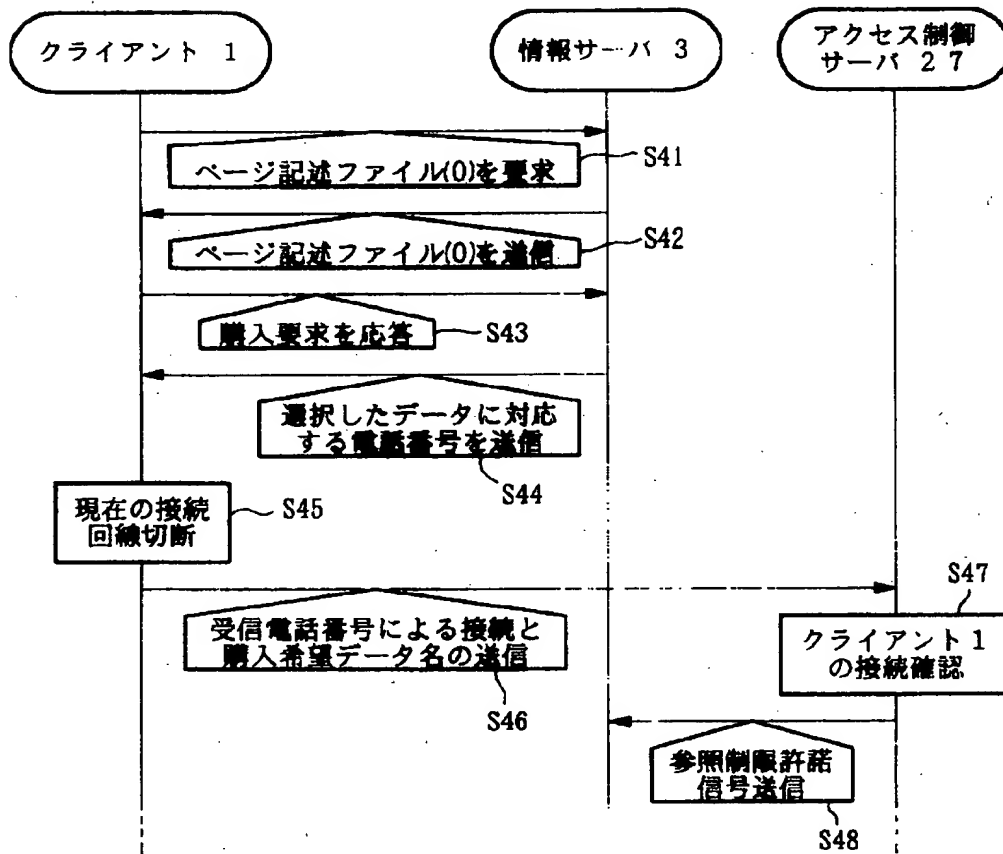 クライアント 1
情報サーバ 3
アクセス制御
サーバ 27
ページ記述ファイル(0)を要求
S41
ページ記述ファイル(0)を送信
S42
購入要求を応答
S43
選択したデータに対応
する電話番号を送信
S44
現在の接続
回線切断
S45
受信電話番号による接続と
購入希望データ名の送信
S46
S47
クライアント1
の接続確認
参照制限許諾
信号送信
S48